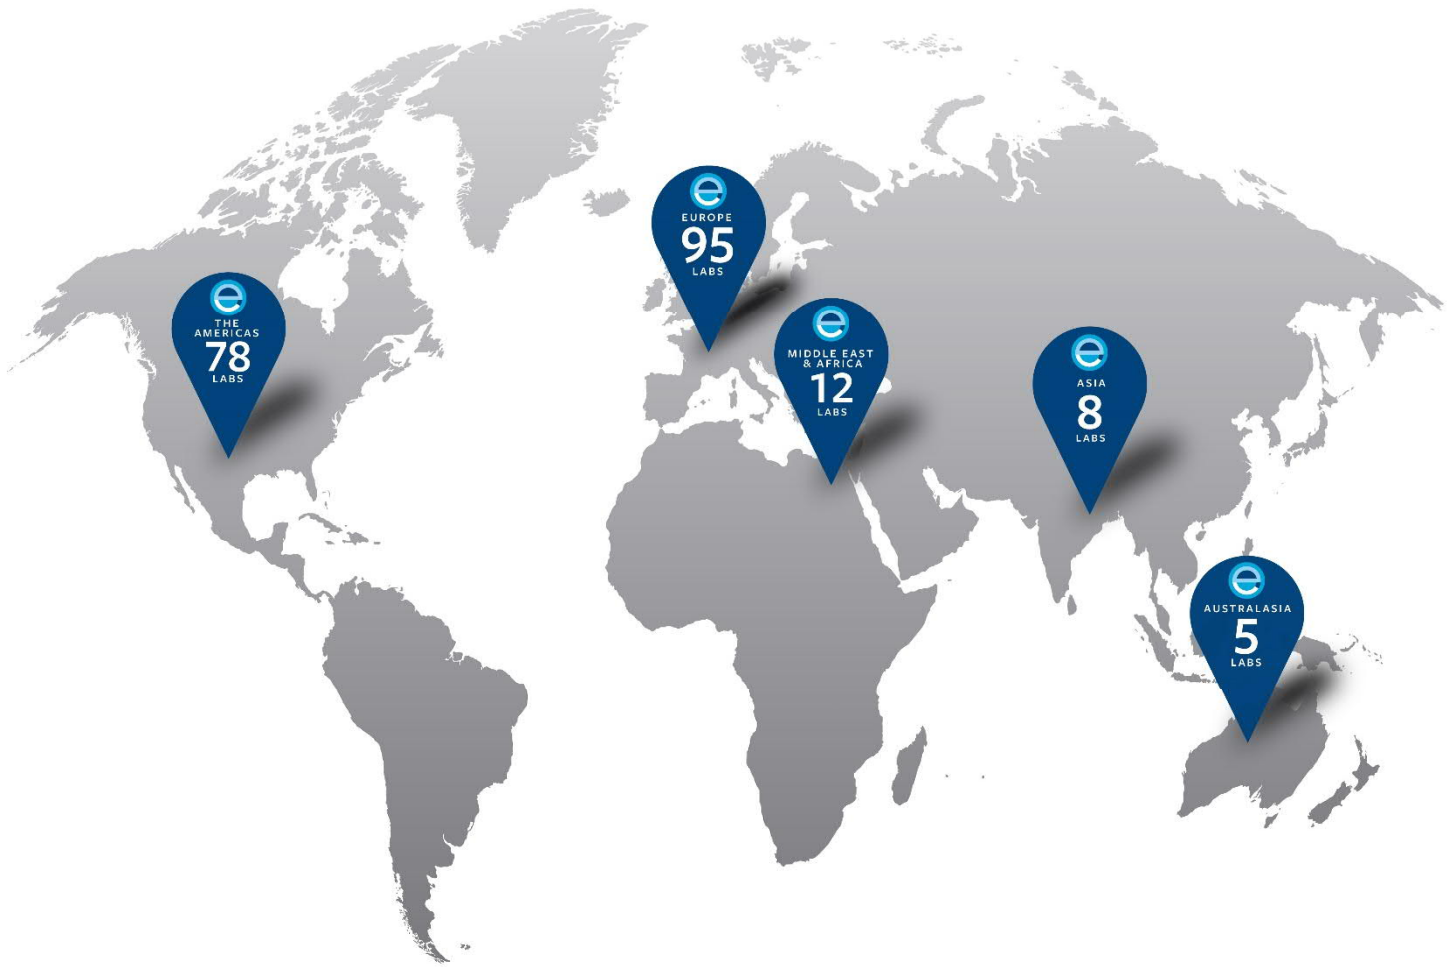 EUROPE
95
LABS
THE
AMERICAS
78
LABS
MIDDLE EAST
& AFRICA
12
LABS
ASIA
8
LABS
AUSTRALASIA
5
LABS